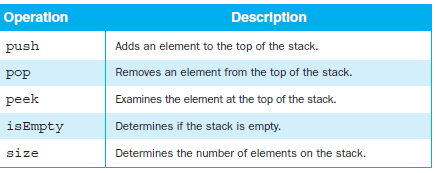 Operation Description
push Adds an element to the top of the stack.
pop Removes an element from the top of the stack.
peek Examines the element at the top of the stack.
isEmpty Determines if the stack is empty.
size Determines the number of elements on the stack.